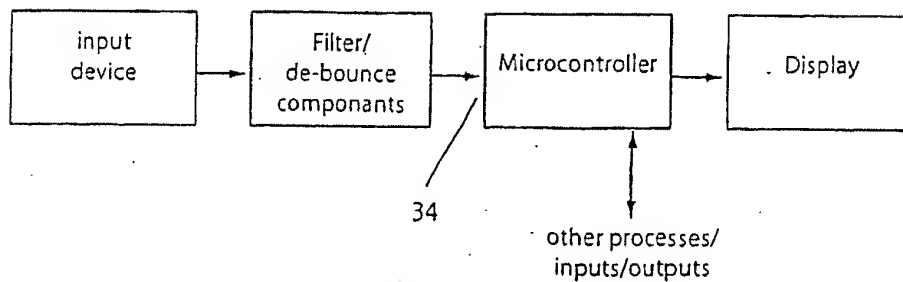 input
device
Filter/
de-bounce
componants
Microcontroller
Display
34
other processes/
inputs/outputs